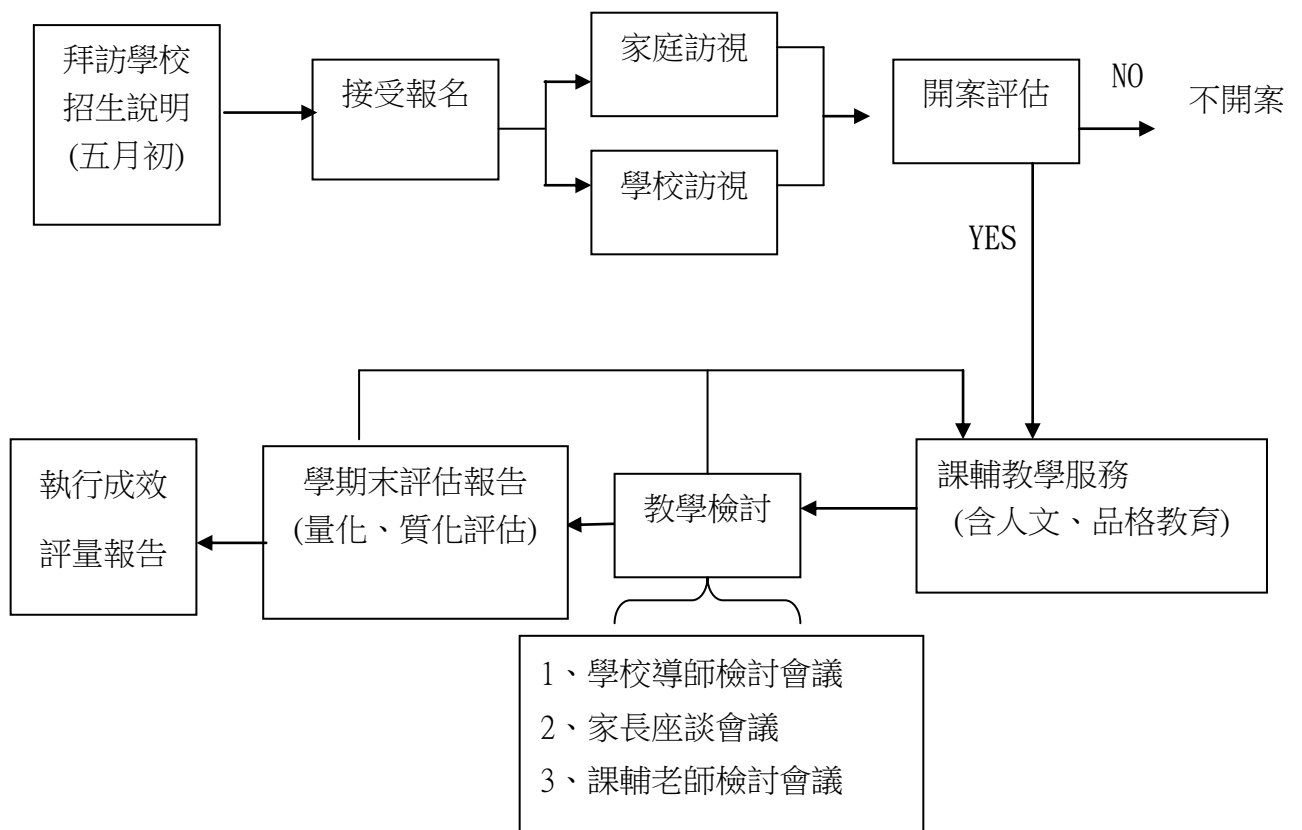 拜訪學校
招生說明
(五月初)
接受報名
家庭訪視
學校訪視
開案評估
NO
不開案
YES
課輔教學服務
(含人文、品格教育)
教學檢討
學期末評估報告
(量化、質化評估)
執行成效
評量報告
1、學校導師檢討會議
2、家長座談會議
3、課輔老師檢討會議